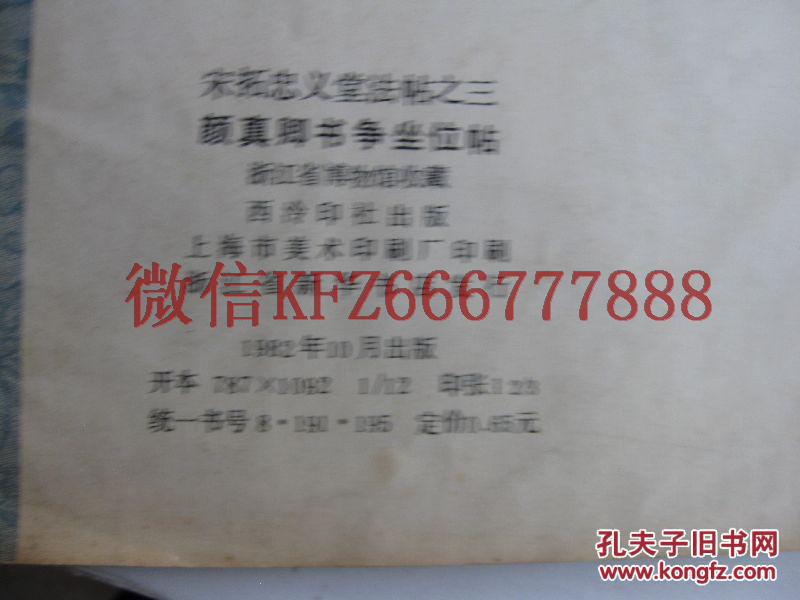 宋拓忠义堂法帖之三
颜真卿书争坐位帖
浙江省博物馆收藏
西泠印社出版
上海市美术印刷厂印刷
微信KFZ666777888
1982年10月出版
开本 787×1092 1/12 印张
统一书号 8·191·195 定价
孔夫子旧书网
www.kongfz.com